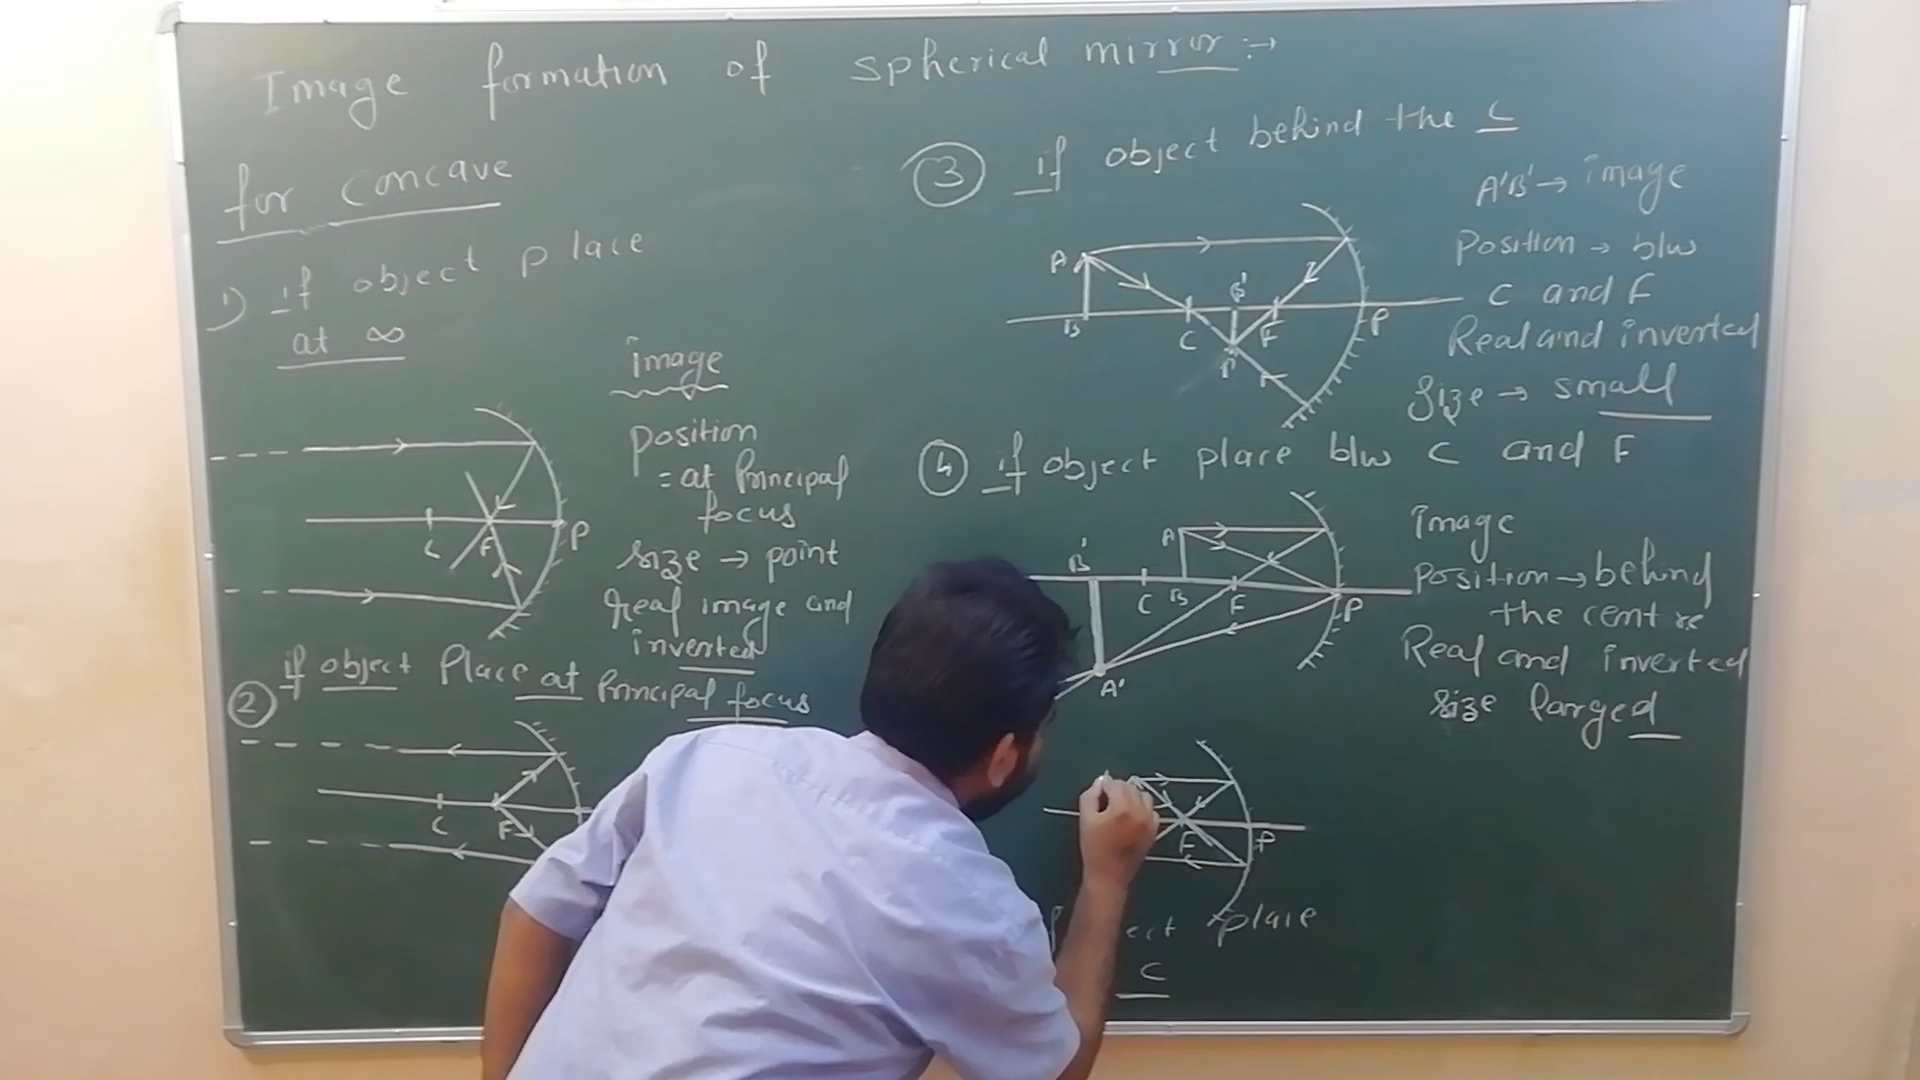 Image formation of spherical mirror :→
for concave
1) if object place
at ∞
image
position
= at Principal
focus
size → point
real image and
inverted
C
F
P
② if object Place at Principal focus
C
F
③ if object behind the C
A
B
C
B'
F
P
A'B' → image
Position → b/w
C and F
Real and inverted
Size → small
④ if object place b/w C and F
A
B'
C
B
F
P
A'
image
Position → behind
the centre
Real and inverted
size larged
F
P
place
C